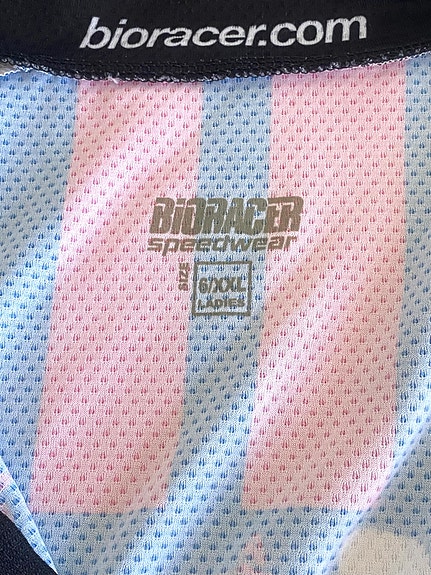 bioracer.com
BIORACER
speedwear
SIZE
6/XXL
LADIES